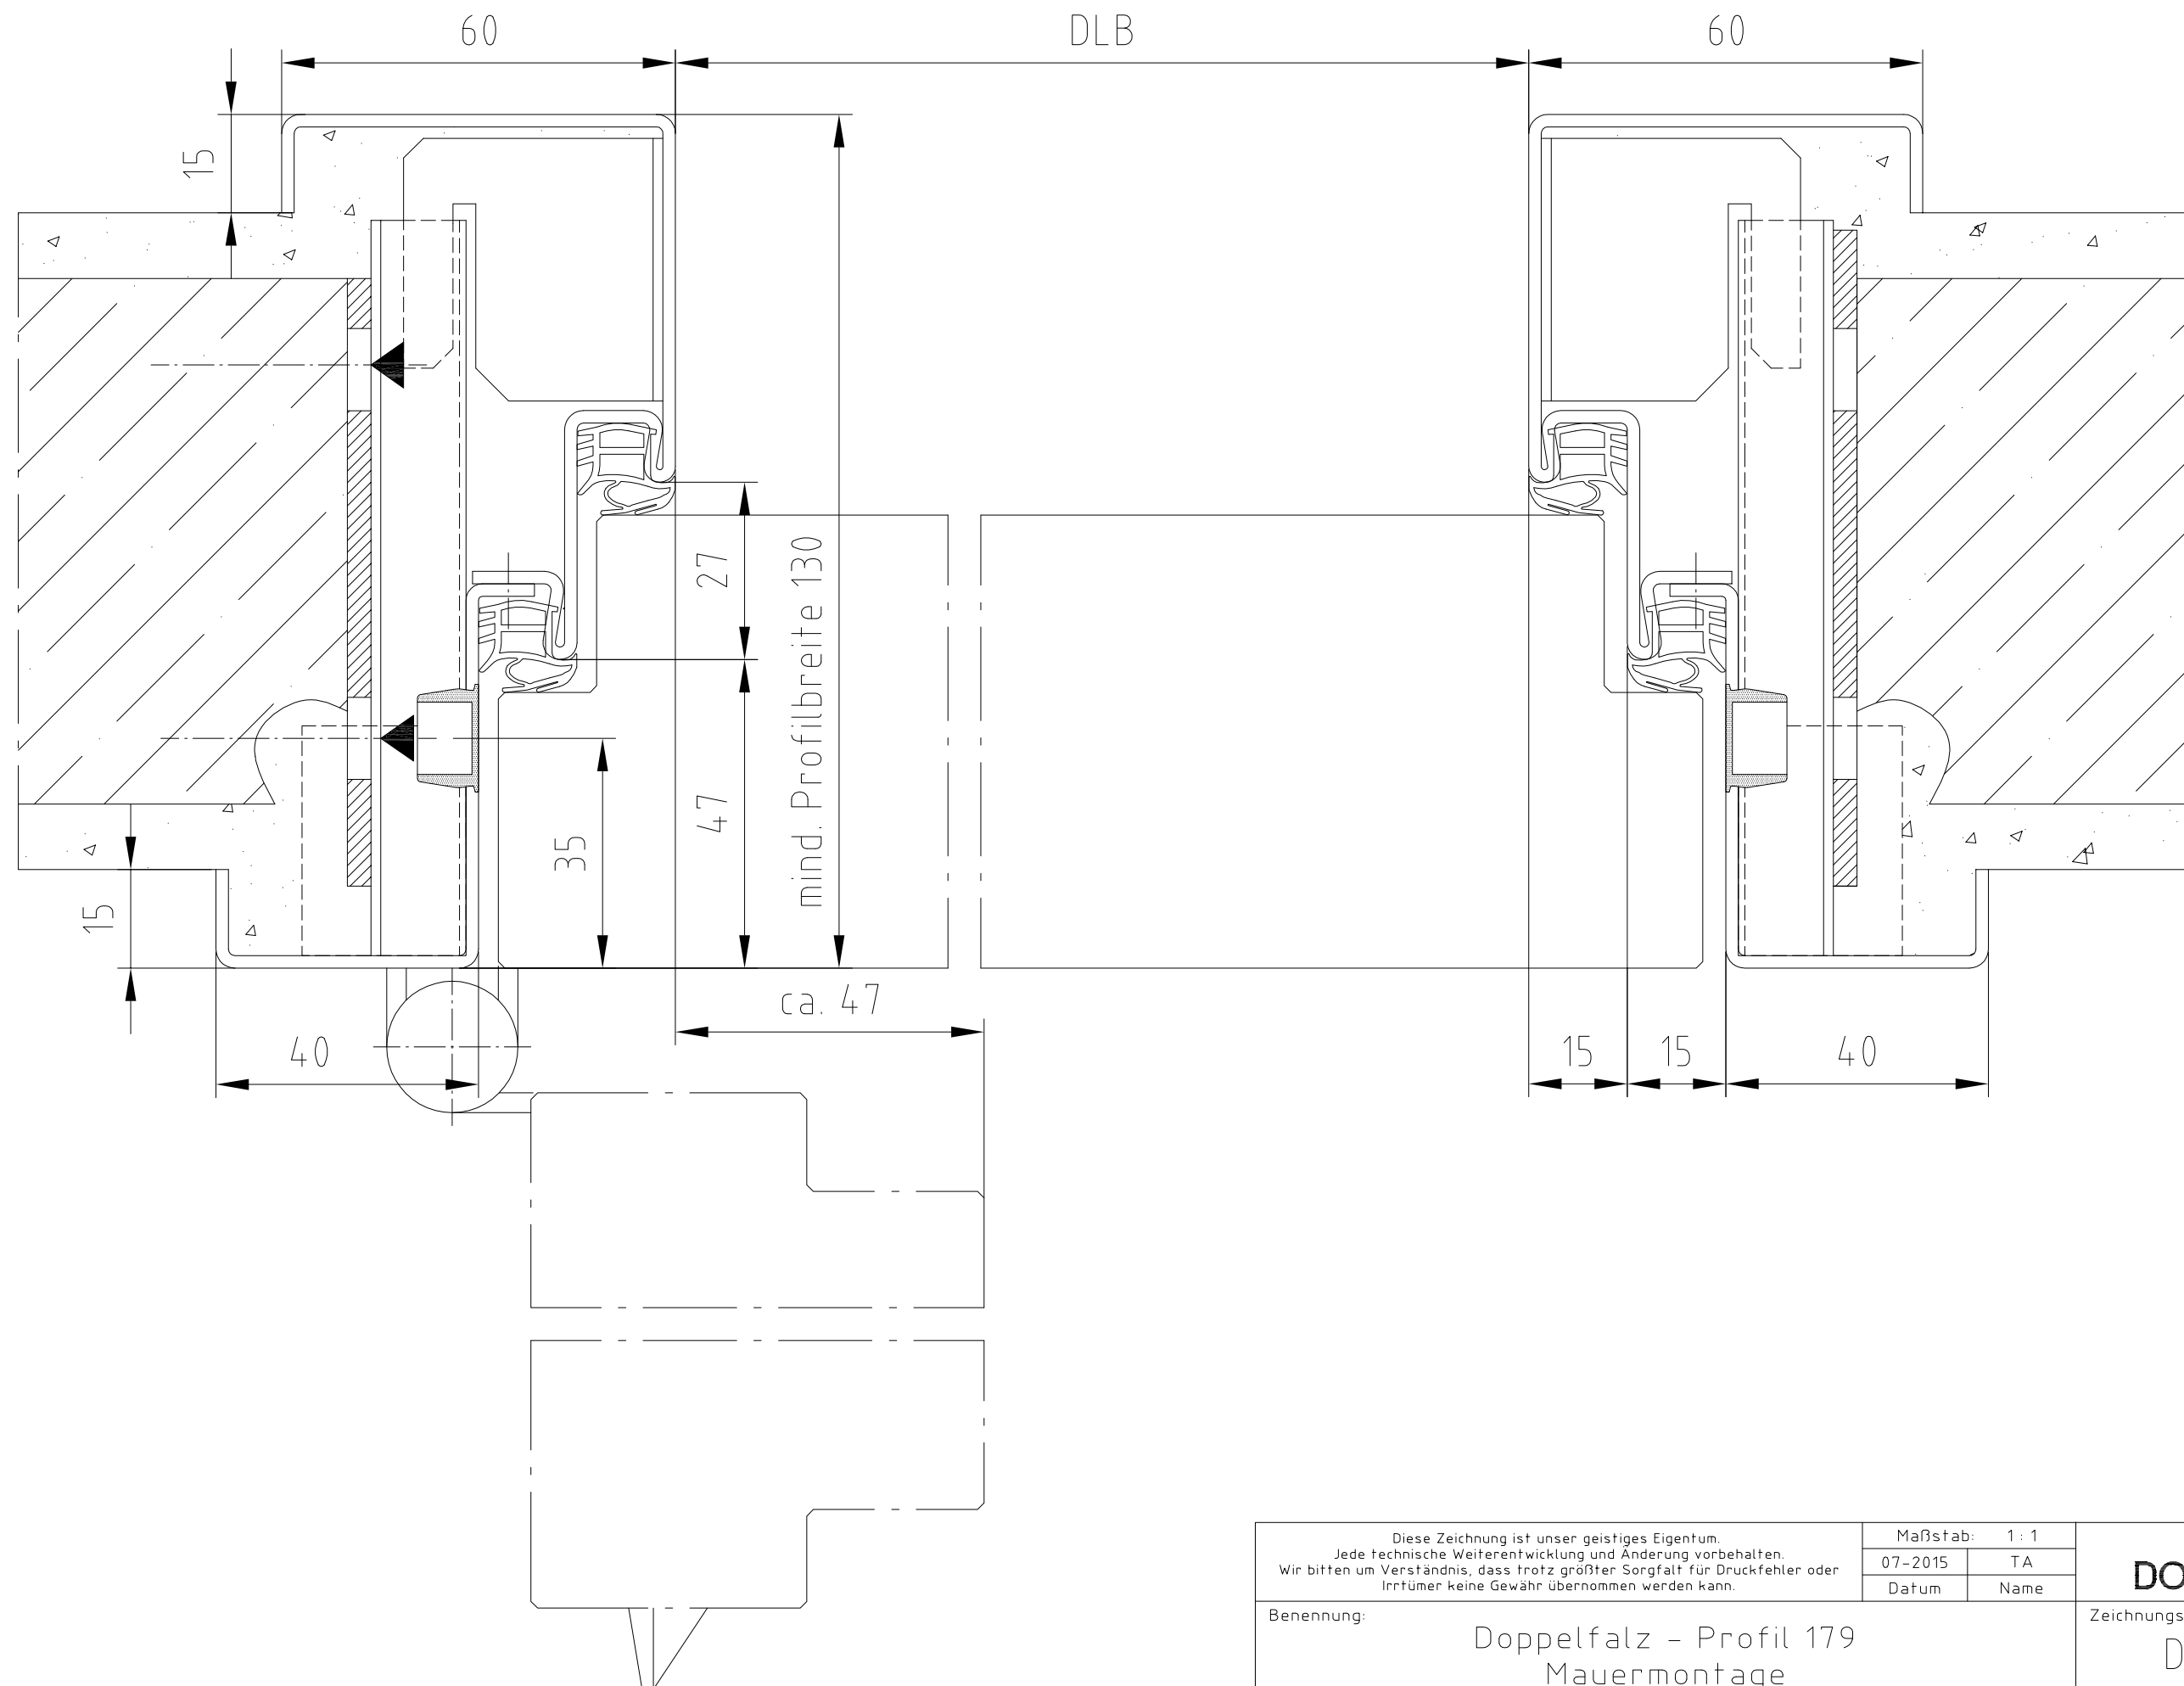 60
DLB
60
15
27
mind. Profilbreite 130
47
35
15
ca. 47
40
15
15
40
Diese Zeichnung ist unser geistiges Eigentum.
Jede technische Weiterentwicklung und Änderung vorbehalten.
Wir bitten um Verständnis, dass trotz größter Sorgfalt für Druckfehler oder
Irrtümer keine Gewähr übernommen werden kann.
Maßstab: 1 : 1
07-2015 TA
Datum Name
DO
Benennung:
Zeichnungs
Doppelfalz - Profil 179
Mauermontage
D